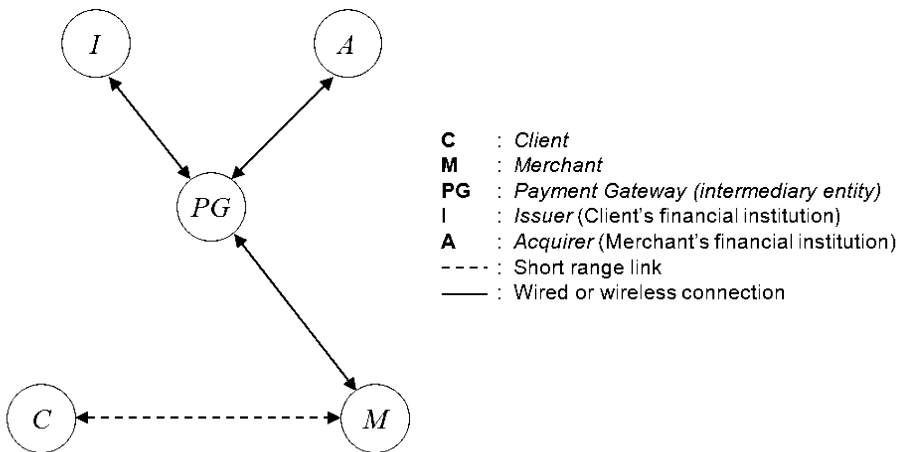 I
A
PG
C
M
C : Client
M : Merchant
PG : Payment Gateway (intermediary entity)
I : Issuer (Client's financial institution)
A : Acquirer (Merchant's financial institution)
: Short range link
: Wired or wireless connection